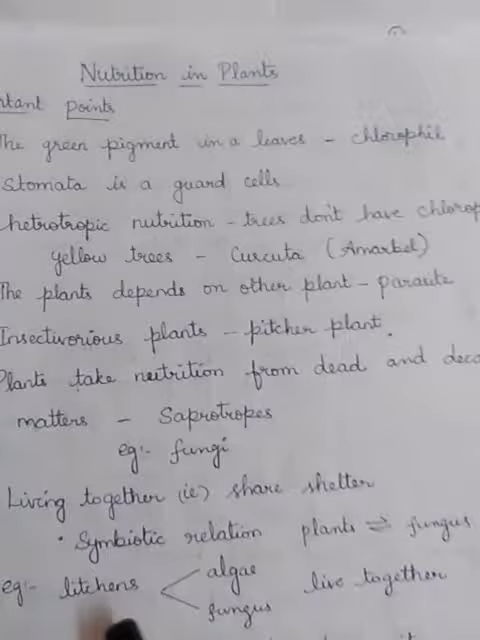 Nutrition in Plants
rtant points
The green pigment in a leaves - chlorophil
Stomata is a guard cells
hetrotropic nutrition - trees don't have chlorop
yellow trees - Curcuta (Amarbel)
The plants depends on other plant - parasite
Insectivorious plants - pitcher plant.
Plants take neutrition from dead and deca
matters - Saprotropes
eg:- fungi
Living together (ie) share shelter
• Symbiotic relation plants ⇌ fungus
eg:- litchens < algae live together
fungus